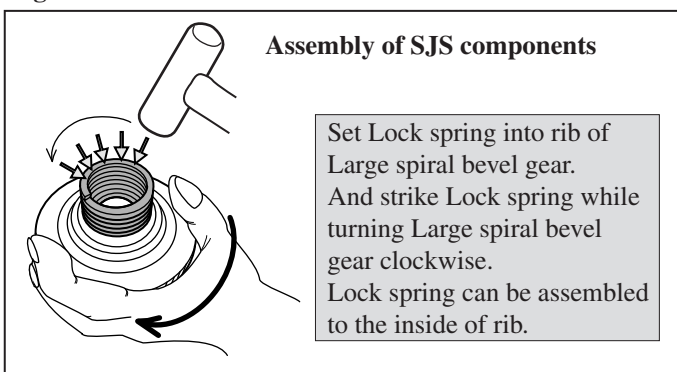 Assembly of SJS components
Set Lock spring into rib of
Large spiral bevel gear.
And strike Lock spring while
turning Large spiral bevel
gear clockwise.
Lock spring can be assembled
to the inside of rib.